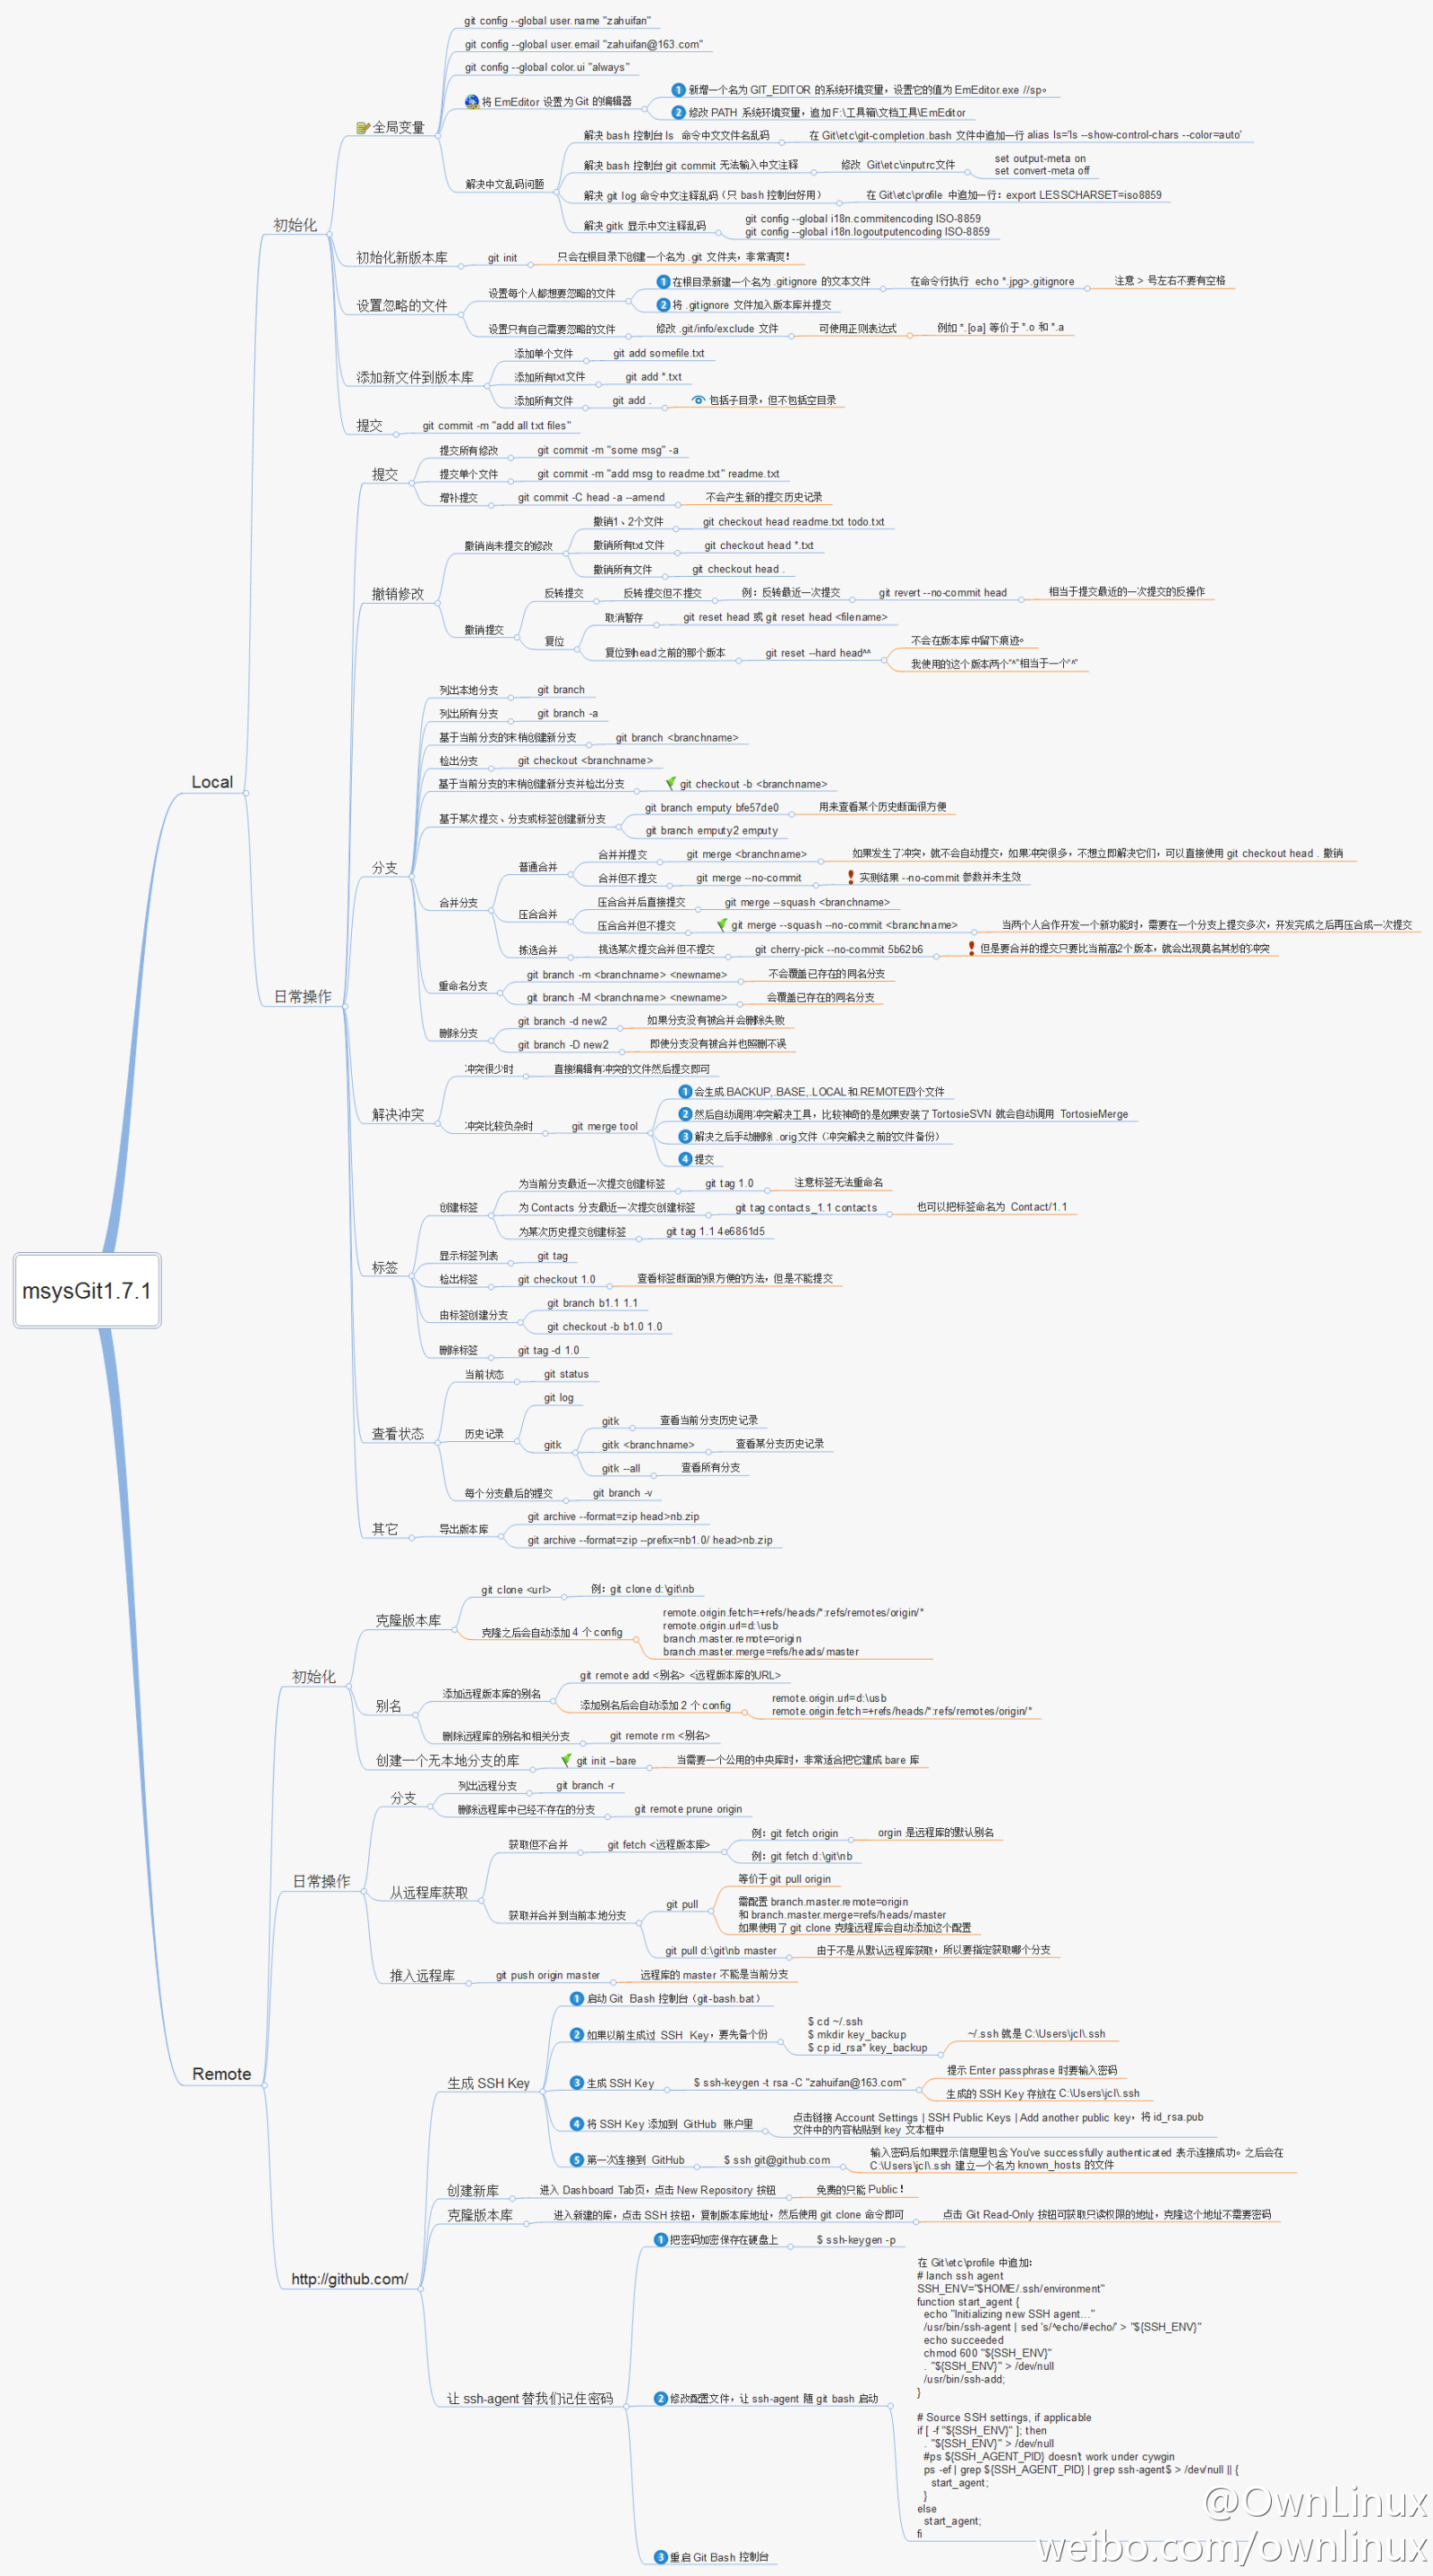 msysGit1.7.1
Local
初始化
全局变量
git config --global user.name "zahuifan"
git config --global user.email "zahuifan@163.com"
git config --global color.ui "always"
将 EmEditor 设置为 Git 的编辑器
1 新增一个名为 GIT_EDITOR 的系统环境变量，设置它的值为 EmEditor.exe //sp。
2 修改 PATH 系统环境变量，追加 F:\工具箱\文档工具\EmEditor
解决中文乱码问题
解决 bash 控制台 ls 命令中文文件名乱码
在 Git\etc\git-completion.bash 文件中追加一行 alias ls='ls --show-control-chars --color=auto'
解决 bash 控制台 git commit 无法输入中文注释
修改 Git\etc\inputrc文件
set output-meta on
set convert-meta off
解决 git log 命令中文注释乱码（只 bash 控制台好用）
在 Git\etc\profile 中追加一行：export LESSCHARSET=iso8859
解决 gitk 显示中文注释乱码
git config --global i18n.commitencoding ISO-8859
git config --global i18n.logoutputencoding ISO-8859
初始化新版本库
git init
只会在根目录下创建一个名为 .git 文件夹，非常清爽！
设置忽略的文件
设置每个人都想要忽略的文件
1 在根目录新建一个名为 .gitignore 的文本文件
在命令行执行 echo *.jpg>.gitignore
注意 > 号左右不要有空格
2 将 .gitignore 文件加入版本库并提交
设置只有自己需要忽略的文件
修改 .git/info/exclude 文件
可使用正则表达式
例如 *.[oa] 等价于 *.o 和 *.a
添加新文件到版本库
添加单个文件
git add somefile.txt
添加所有txt文件
git add *.txt
添加所有文件
git add .
包括子目录，但不包括空目录
提交
git commit -m "add all txt files"
日常操作
提交
提交所有修改
git commit -m "some msg" -a
提交单个文件
git commit -m "add msg to readme.txt" readme.txt
增补提交
git commit -C head -a --amend
不会产生新的提交历史记录
撤销修改
撤销尚未提交的修改
撤销1、2个文件
git checkout head readme.txt todo.txt
撤销所有txt文件
git checkout head *.txt
撤销所有文件
git checkout head .
撤销提交
反转提交
反转提交但不提交
例：反转最近一次提交
git revert --no-commit head
相当于提交最近的一次提交的反操作
复位
取消暂存
git reset head 或 git reset head <filename>
复位到head之前的那个版本
git reset --hard head^^
不会在版本库中留下痕迹。
我使用的这个版本两个"^"相当于一个"^"
分支
列出本地分支
git branch
列出所有分支
git branch -a
基于当前分支的末梢创建新分支
git branch <branchname>
检出分支
git checkout <branchname>
基于当前分支的末梢创建新分支并检出分支
git checkout -b <branchname>
基于某次提交、分支或标签创建新分支
git branch emputy bfe57de0
用来查看某个历史断面很方便
git branch emputy2 emputy
合并分支
普通合并
合并并提交
git merge <branchname>
如果发生了冲突，就不会自动提交，如果冲突很多，不想立即解决它们，可以直接使用 git checkout head . 撤销
合并但不提交
git merge --no-commit
实测结果 --no-commit 参数并未生效
压合合并
压合合并后直接提交
git merge --squash <branchname>
压合合并但不提交
git merge --squash --no-commit <branchname>
当两个人合作开发一个新功能时，需要在一个分支上提交多次，开发完成之后再压合成一次提交
拣选合并
挑选某次提交合并但不提交
git cherry-pick --no-commit 5b62b6
但是要合并的提交只要比当前高2个版本，就会出现莫名其妙的冲突
重命名分支
git branch -m <branchname> <newname>
不会覆盖已存在的同名分支
git branch -M <branchname> <newname>
会覆盖已存在的同名分支
删除分支
git branch -d new2
如果分支没有被合并会删除失败
git branch -D new2
即使分支没有被合并也照删不误
解决冲突
冲突很少时
直接编辑有冲突的文件然后提交即可
冲突比较负杂时
git merge tool
1 会生成.BACKUP,.BASE,.LOCAL和.REMOTE四个文件
2 然后自动调用冲突解决工具，比较神奇的是如果安装了TortosieSVN 就会自动调用 TortosieMerge
3 解决之后手动删除 .orig文件（冲突解决之前的文件备份）
4 提交
标签
创建标签
为当前分支最近一次提交创建标签
git tag 1.0
注意标签无法重命名
为 Contacts 分支最近一次提交创建标签
git tag contacts_1.1 contacts
也可以把标签命名为 Contact/1.1
为某次历史提交创建标签
git tag 1.1 4e6861d5
显示标签列表
git tag
检出标签
git checkout 1.0
查看标签断面的很方便的方法，但是不能提交
由标签创建分支
git branch b1.1 1.1
git checkout -b b1.0 1.0
删除标签
git tag -d 1.0
查看状态
当前状态
git status
历史记录
git log
gitk
gitk
查看当前分支历史记录
gitk <branchname>
查看某分支历史记录
gitk --all
查看所有分支
每个分支最后的提交
git branch -v
其它
导出版本库
git archive --format=zip head>nb.zip
git archive --format=zip --prefix=nb1.0/ head>nb.zip
Remote
初始化
克隆版本库
git clone <url>
例：git clone d:\git\nb
克隆之后会自动添加 4 个 config
remote.origin.fetch=+refs/heads/*:refs/remotes/origin/*
remote.origin.url=d:\usb
branch.master.remote=origin
branch.master.merge=refs/heads/master
别名
添加远程版本库的别名
git remote add <别名> <远程版本库的URL>
添加别名后会自动添加 2 个 config
remote.origin.url=d:\usb
remote.origin.fetch=+refs/heads/*:refs/remotes/origin/*
删除远程库的别名和相关分支
git remote rm <别名>
创建一个无本地分支的库
git init --bare
当需要一个公用的中央库时，非常适合把它建成 bare 库
日常操作
分支
列出远程分支
git branch -r
删除远程库中已经不存在的分支
git remote prune origin
从远程库获取
获取但不合并
git fetch <远程版本库>
例：git fetch origin
orgin 是远程库的默认别名
例：git fetch d:\git\nb
获取并合并到当前本地分支
git pull
等价于 git pull origin
需配置 branch.master.remote=origin
和 branch.master.merge=refs/heads/master
如果使用了 git clone 克隆远程库会自动添加这个配置
git pull d:\git\nb master
由于不是从默认远程库获取，所以要指定获取哪个分支
推入远程库
git push origin master
远程库的 master 不能是当前分支
http://github.com/
生成 SSH Key
1 启动 Git Bash 控制台（git-bash.bat）
2 如果以前生成过 SSH Key，要先备个份
$ cd ~/.ssh
$ mkdir key_backup
$ cp id_rsa* key_backup
~/.ssh 就是 C:\Users\jcl\.ssh
3 生成 SSH Key
$ ssh-keygen -t rsa -C "zahuifan@163.com"
提示 Enter passphrase 时要输入密码
生成的 SSH Key 存放在 C:\Users\jcl\.ssh
4 将 SSH Key 添加到 GitHub 账户里
点击链接 Account Settings | SSH Public Keys | Add another public key，将 id_rsa.pub
文件中的内容粘贴到 key 文本框中
5 第一次连接到 GitHub
$ ssh git@github.com
输入密码后如果显示信息里包含 You've successfully authenticated 表示连接成功。之后会在
C:\Users\jcl\.ssh 建立一个名为 known_hosts 的文件
创建新库
进入 Dashboard Tab页，点击 New Repository 按钮
免费的只能 Public！
克隆版本库
进入新建的库，点击 SSH 按钮，复制版本库地址，然后使用 git clone 命令即可
点击 Git Read-Only 按钮可获取只读权限的地址，克隆这个地址不需要密码
让 ssh-agent 替我们记住密码
1 把密码加密保存在硬盘上
$ ssh-keygen -p
2 修改配置文件，让 ssh-agent 随 git bash 启动
在 Git\etc\profile 中追加：
# lanch ssh agent
SSH_ENV="$HOME/.ssh/environment"
function start_agent {
echo "Initializing new SSH agent..."
/usr/bin/ssh-agent | sed 's/^echo/#echo/' > "${SSH_ENV}"
echo succeeded
chmod 600 "${SSH_ENV}"
. "${SSH_ENV}" > /dev/null
/usr/bin/ssh-add;
}
# Source SSH settings, if applicable
if [ -f "${SSH_ENV}" ]; then
. "${SSH_ENV}" > /dev/null
#ps ${SSH_AGENT_PID} doesn't work under cywgin
ps -ef | grep ${SSH_AGENT_PID} | grep ssh-agent$ > /dev/null || {
start_agent;
}
else
start_agent;
fi
3 重启 Git Bash 控制台
@OwnLinux
weibo.com/ownlinux